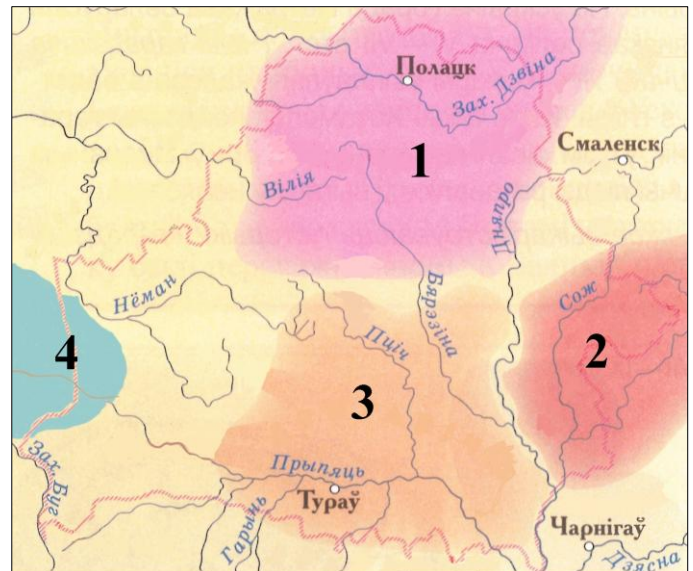 Полацк
Зах. Дзвіна
1
Смаленск
Вілія
Дняпро
Нёман
Бярэзіна
Сож
Пціч
4
2
3
Зах. Буг
Прыпяць
Тураў
Гарынь
Чарнігаў
Дзясна